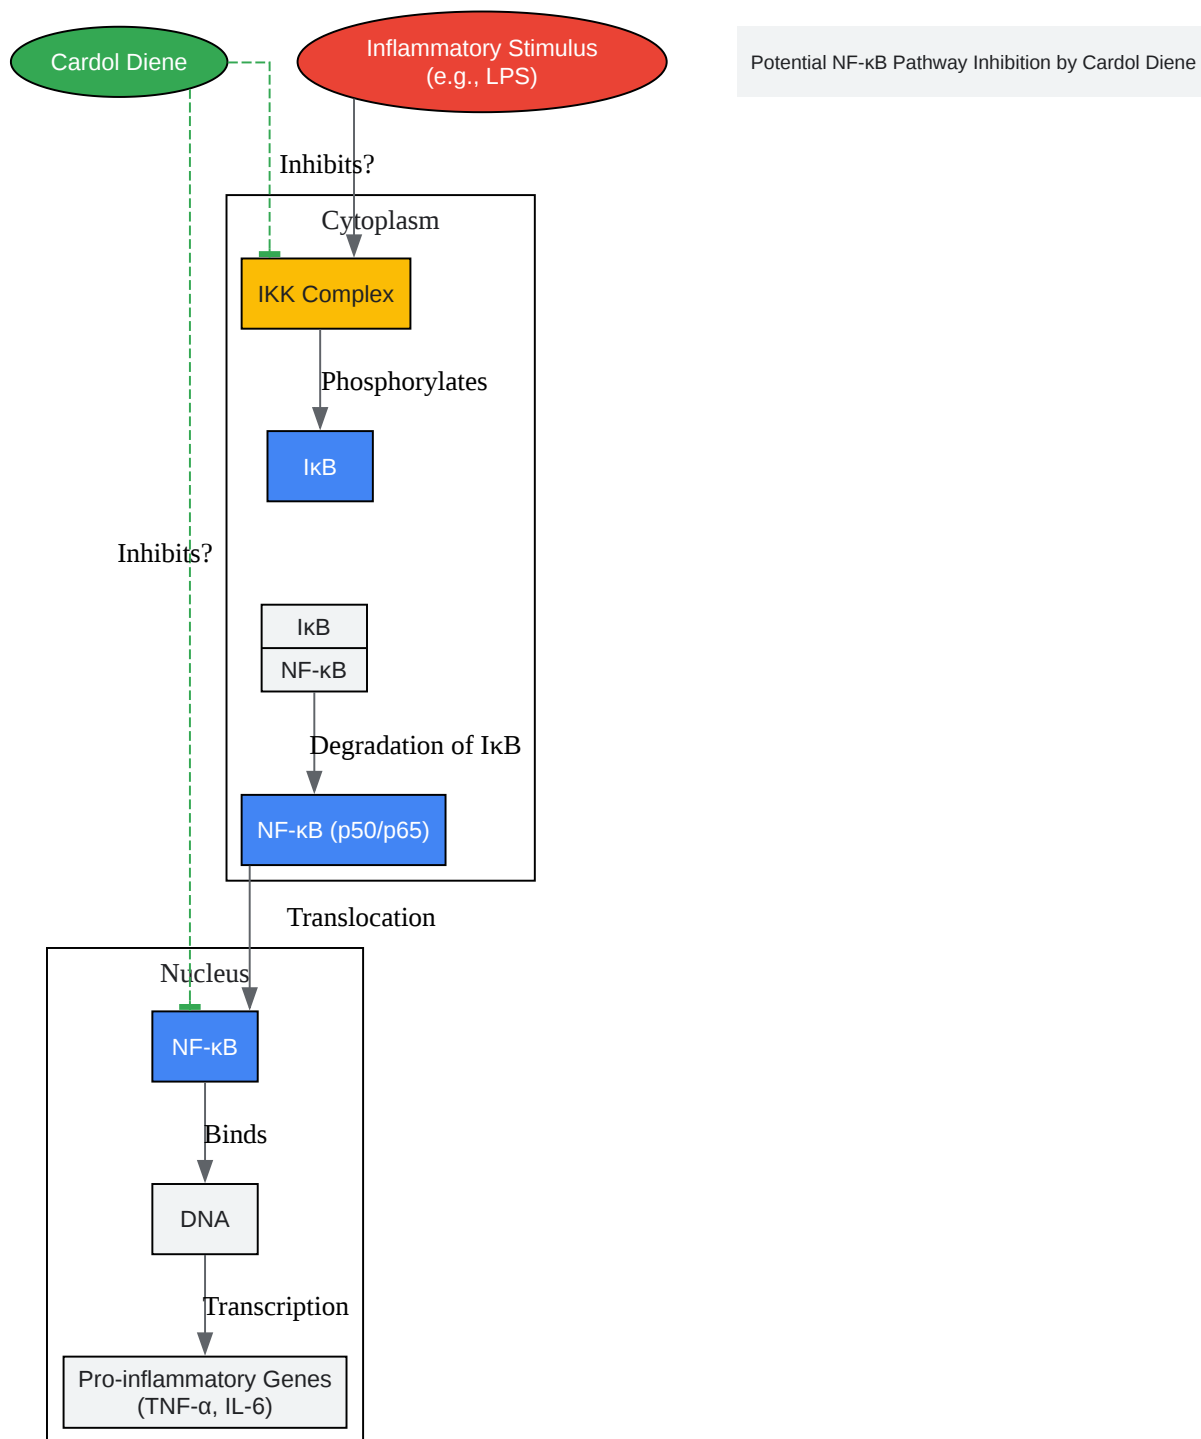 Cardol Diene
Inflammatory Stimulus
(e.g., LPS)
Potential NF-κB Pathway Inhibition by Cardol Diene
Inhibits?
Cytoplasm
IKK Complex
Phosphorylates
IκB
Inhibits?
IκB
NF-κB
Degradation of IκB
NF-κB (p50/p65)
Translocation
Nucleus
NF-κB
Binds
DNA
Transcription
Pro-inflammatory Genes
(TNF-α, IL-6)